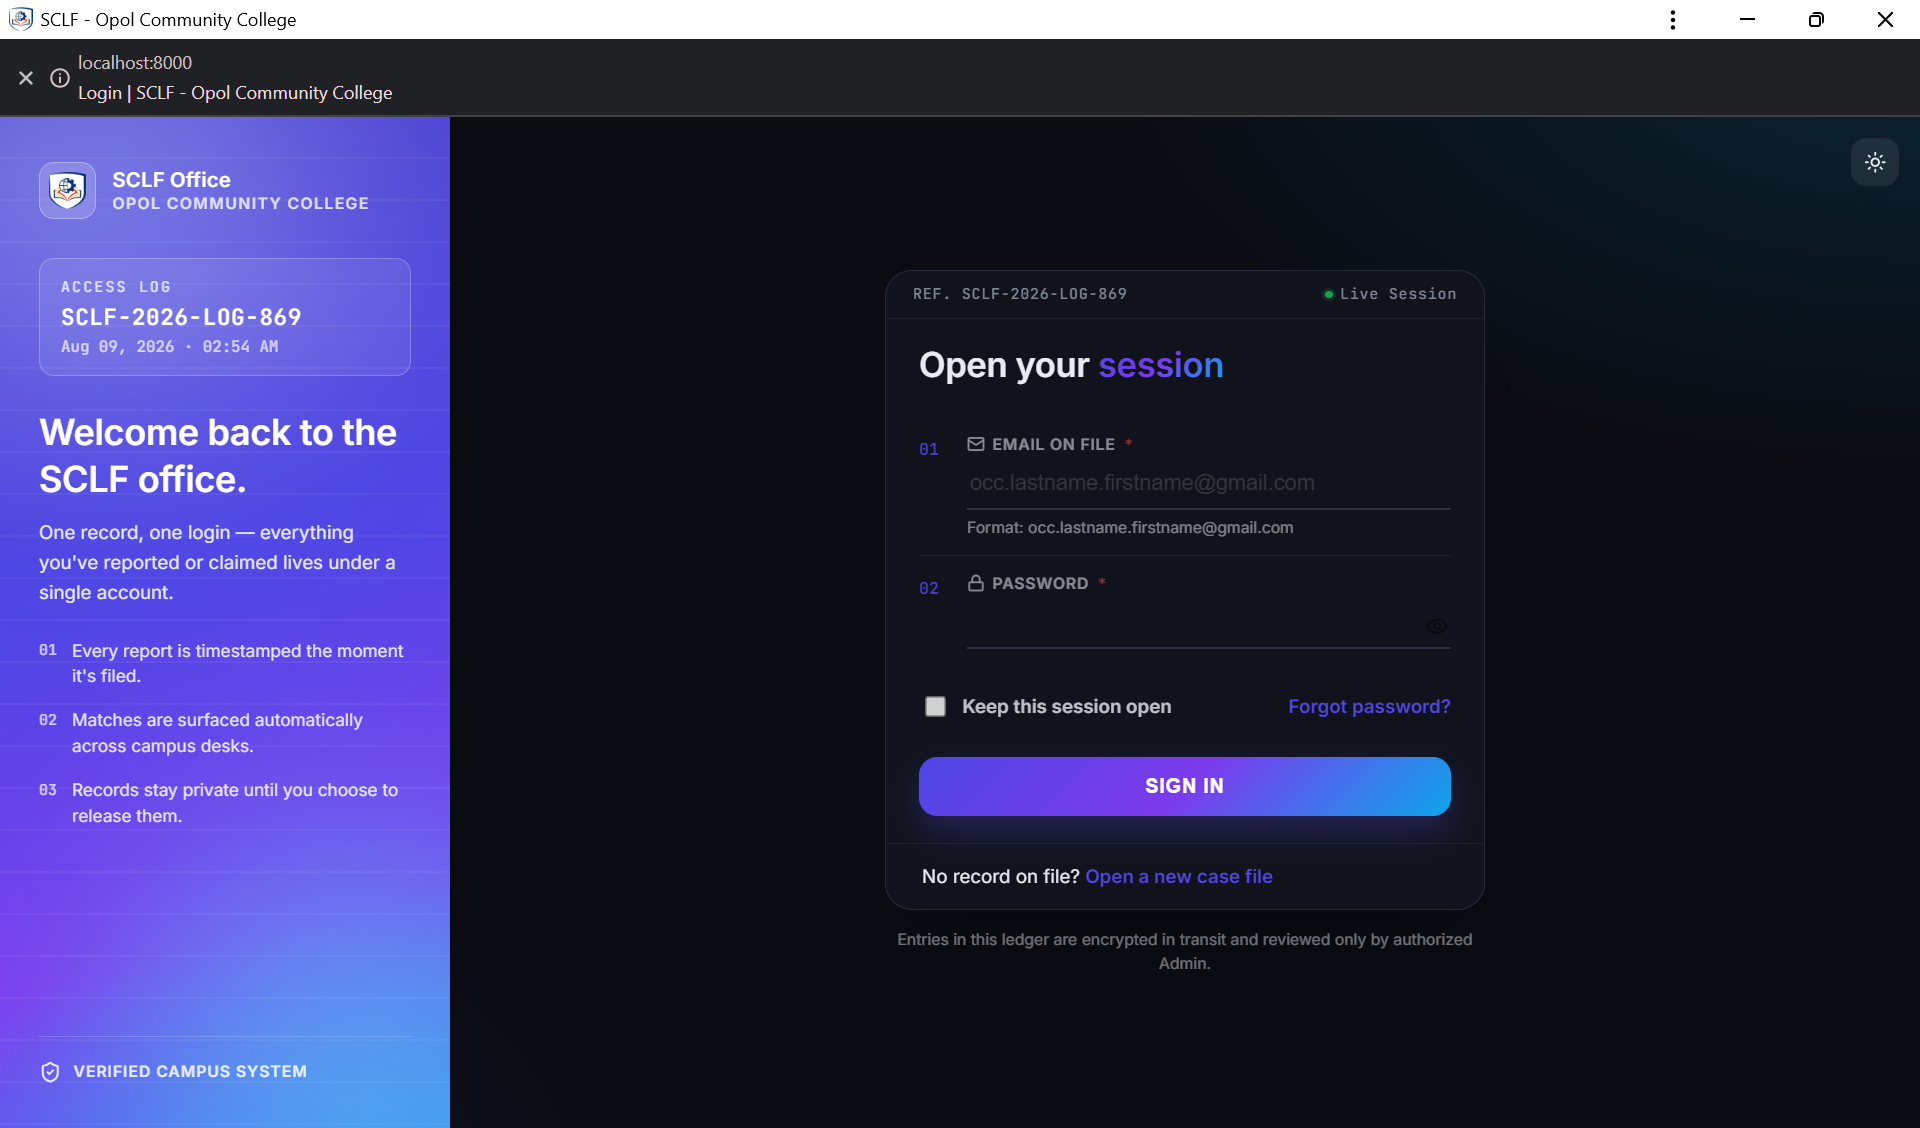 SCLF - Opol Community College
localhost:8000
Login | SCLF - Opol Community College
SCLF Office
OPOL COMMUNITY COLLEGE
ACCESS LOG
SCLF-2026-LOG-869
Aug 09, 2026 · 02:54 AM
Welcome back to the
SCLF office.
One record, one login — everything
you've reported or claimed lives under a
single account.
01 Every report is timestamped the moment
it's filed.
02 Matches are surfaced automatically
across campus desks.
03 Records stay private until you choose to
release them.
VERIFIED CAMPUS SYSTEM
REF. SCLF-2026-LOG-869 Live Session
Open your session
01 EMAIL ON FILE *
occ.lastname.firstname@gmail.com
Format: occ.lastname.firstname@gmail.com
02 PASSWORD *
Keep this session open Forgot password?
SIGN IN
No record on file? Open a new case file
Entries in this ledger are encrypted in transit and reviewed only by authorized
Admin.